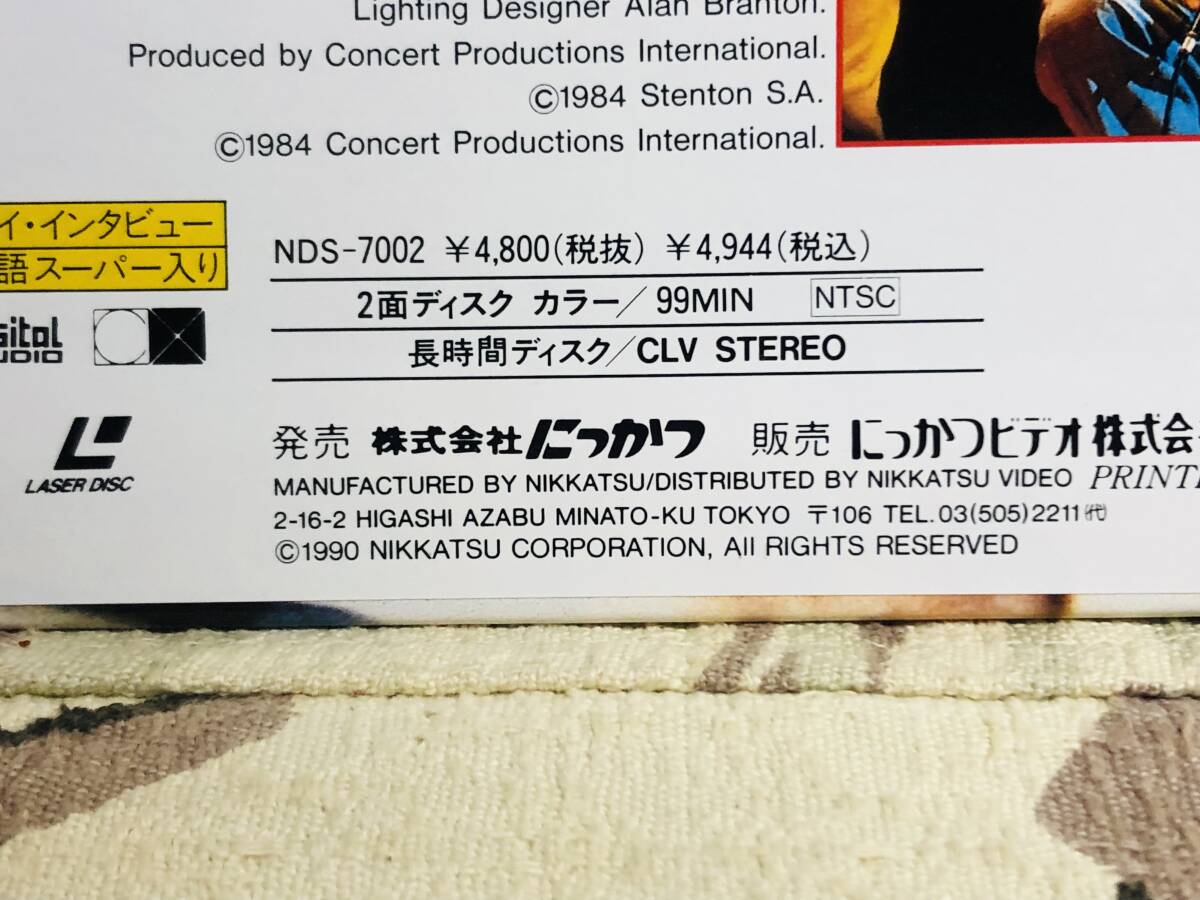 Lighting Designer Alan Branton.
Produced by Concert Productions International.
©1984 Stenton S.A.
©1984 Concert Productions International.
イ・インタビュー
語スーパー入り
NDS-7002 ¥4,800(税抜) ¥4,944(税込)
2面ディスク カラー/99MIN NTSC
長時間ディスク/CLV STEREO
LASER DISC
発売 株式会社にっかつ 販売 にっかつビデオ株式会
MANUFACTURED BY NIKKATSU/DISTRIBUTED BY NIKKATSU VIDEO
2-16-2 HIGASHI AZABU MINATO-KU TOKYO 〒106 TEL.03(505)2211㈹
©1990 NIKKATSU CORPORATION, All RIGHTS RESERVED